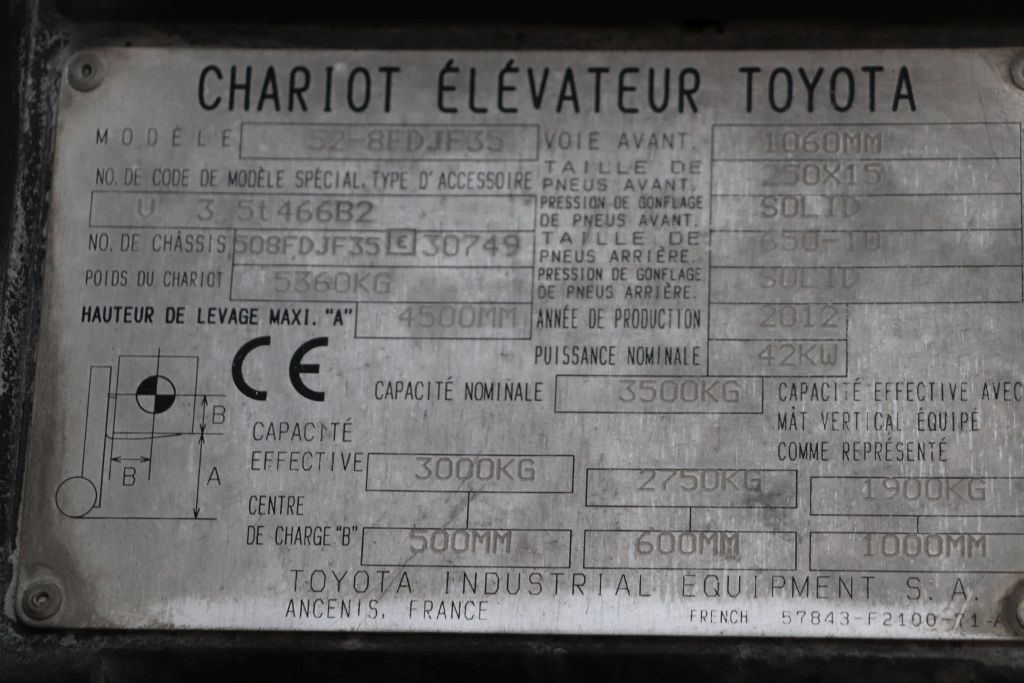 CHARIOT ÉLÉVATEUR TOYOTA
MODÈLE 52-8FDJF35
NO. DE CODE DE MODÈLE SPÉCIAL, TYPE D'ACCESSOIRE
V 3 5t466B2
NO. DE CHÂSSIS 508FDJF35 E 30749
POIDS DU CHARIOT 5360KG
HAUTEUR DE LEVAGE MAXI. "A" 4500MM
VOIE AVANT. 1060MM
TAILLE DE
PNEUS AVANT. 250X15
PRESSION DE GONFLAGE
DE PNEUS AVANT. SOLID
TAILLE DE
PNEUS ARRIÈRE. 650-10
PRESSION DE GONFLAGE
DE PNEUS ARRIÈRE. SOLID
ANNÉE DE PRODUCTION 2012
PUISSANCE NOMINALE 42KW
CE
CAPACITÉ NOMINALE 3500KG
CAPACITÉ EFFECTIVE AVEC
MÂT VERTICAL ÉQUIPÉ
COMME REPRÉSENTÉ
B
B
A
CAPACITÉ
EFFECTIVE 3000KG 2750KG 1900KG
CENTRE
DE CHARGE "B" 500MM 600MM 1000MM
TOYOTA INDUSTRIAL EQUIPMENT S. A.
ANCENIS, FRANCE
FRENCH 57843-F2100-71-A